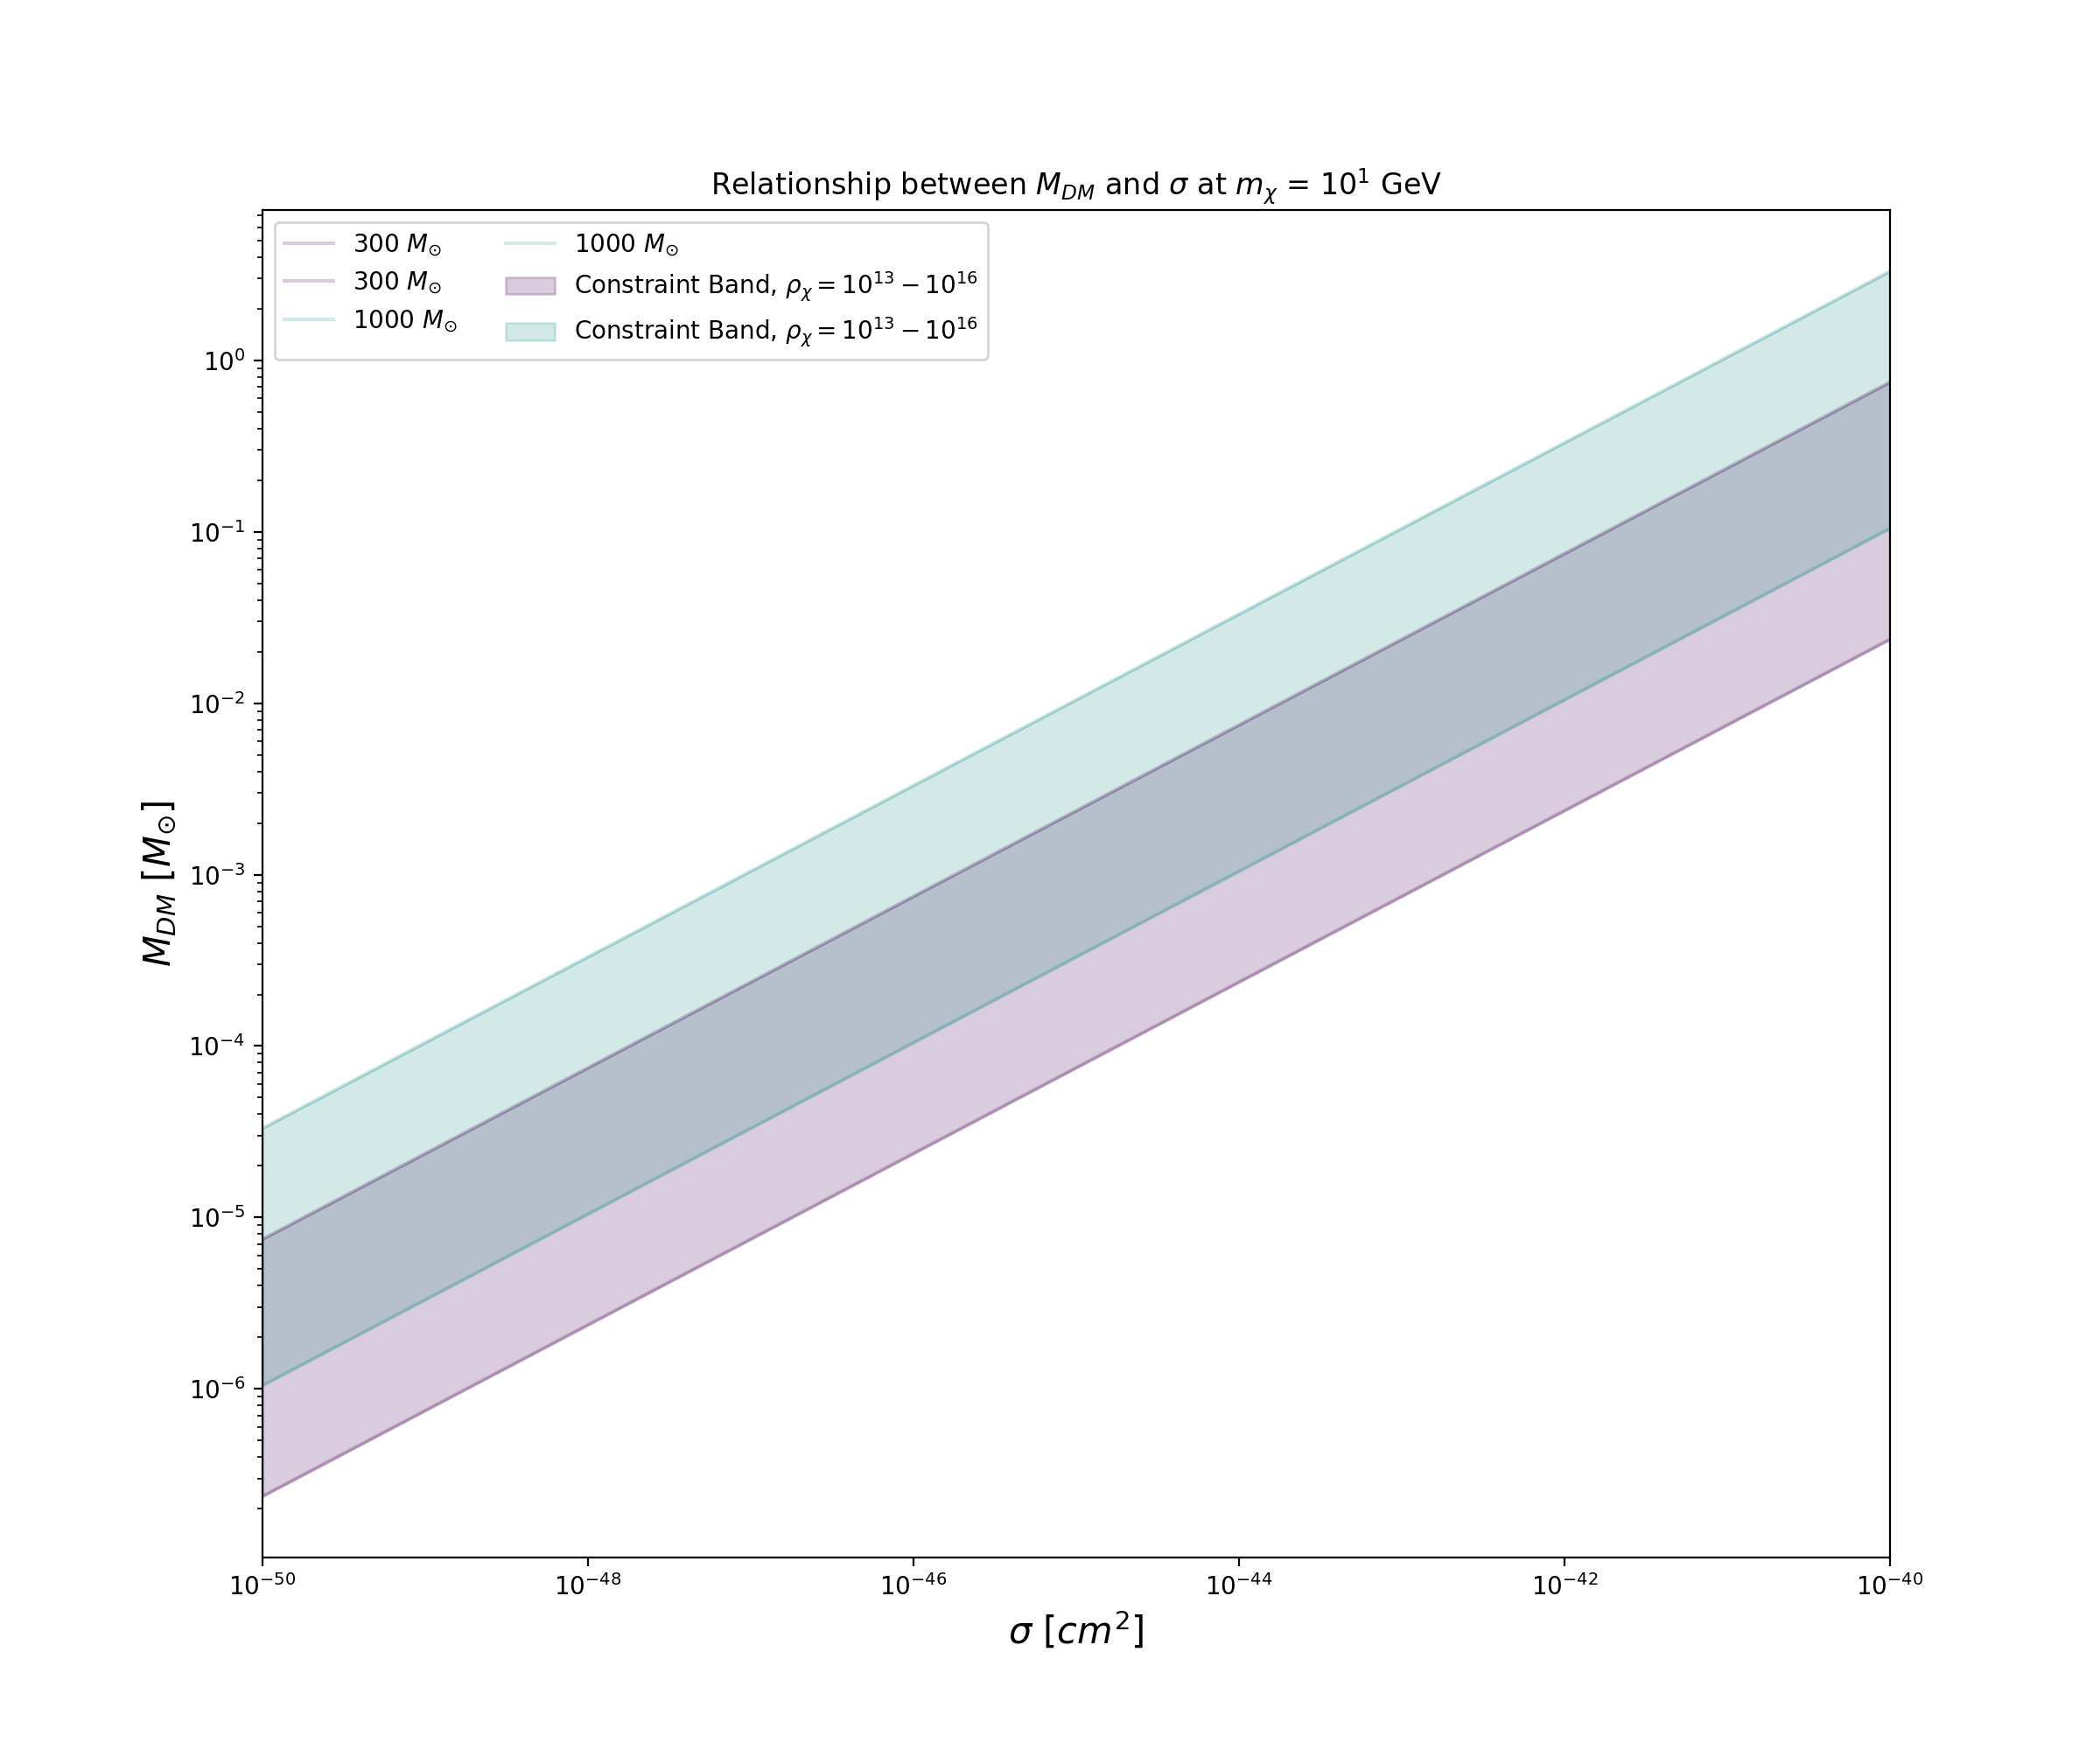 Relationship between $M_{DM}$ and $\sigma$ at $m_\chi$ = $10^1$ GeV
300 $M_\odot$
300 $M_\odot$
1000 $M_\odot$
1000 $M_\odot$
Constraint Band, $\rho_\chi = 10^{13} - 10^{16}$
Constraint Band, $\rho_\chi = 10^{13} - 10^{16}$
$10^0$
$10^{-1}$
$10^{-2}$
$10^{-3}$
$10^{-4}$
$10^{-5}$
$10^{-6}$
$M_{DM}$ [$M_\odot$]
$10^{-50}$ $10^{-48}$ $10^{-46}$ $10^{-44}$ $10^{-42}$ $10^{-40}$
$\sigma$ [$cm^2$]